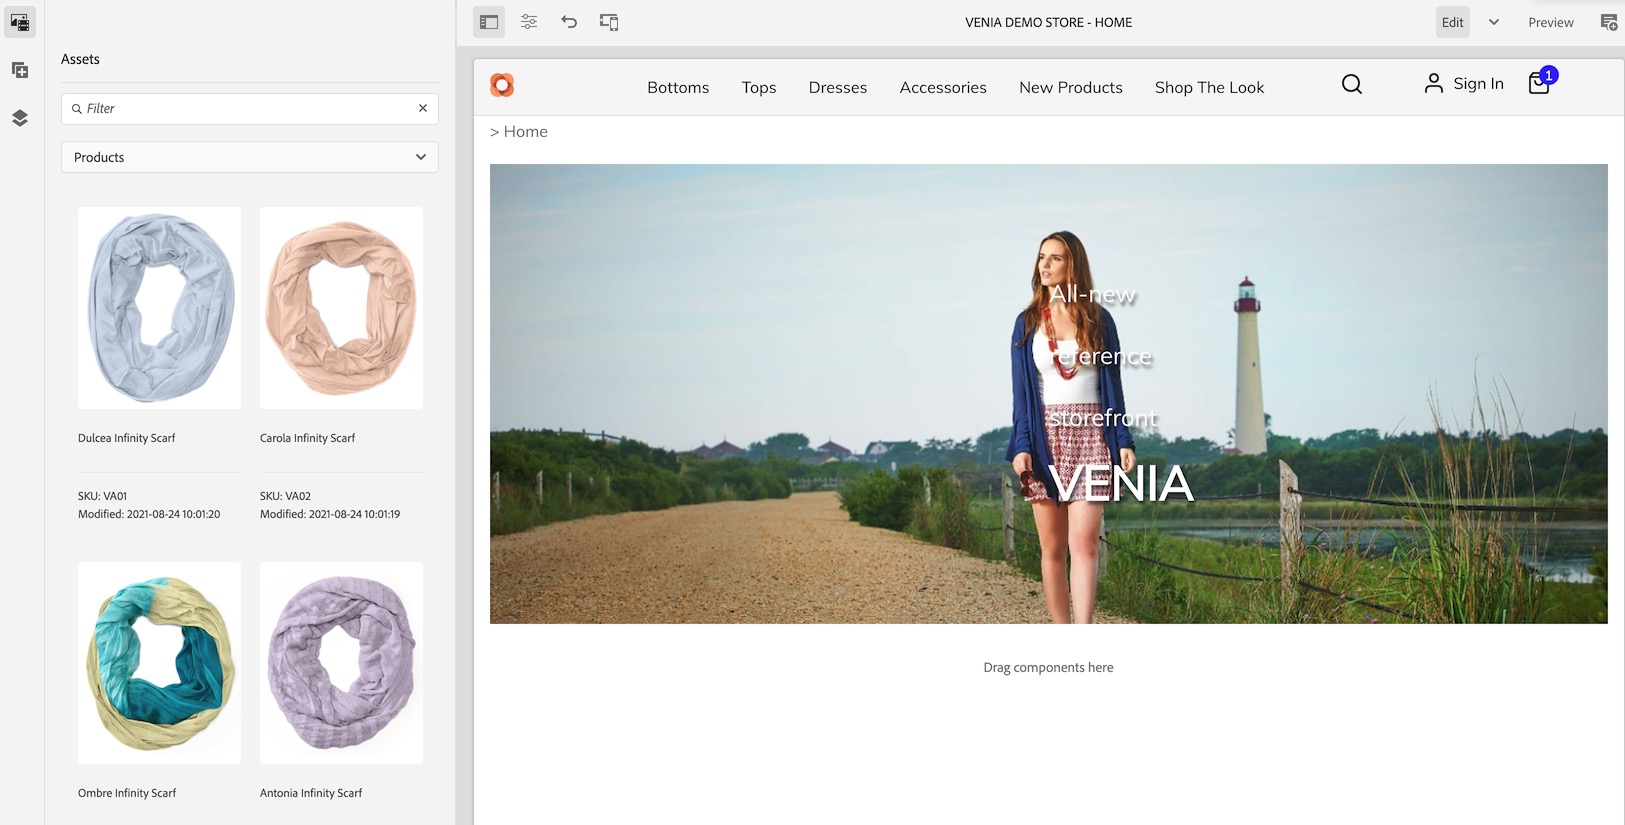 VENIA DEMO STORE - HOME
Edit
Preview
Assets
Filter
Products
Dulcea Infinity Scarf
Carola Infinity Scarf
SKU: VA01
Modified: 2021-08-24 10:01:20
SKU: VA02
Modified: 2021-08-24 10:01:19
Ombre Infinity Scarf
Antonia Infinity Scarf
Bottoms
Tops
Dresses
Accessories
New Products
Shop The Look
Sign In
1
> Home
All-new
reference
storefront
VENIA
Drag components here